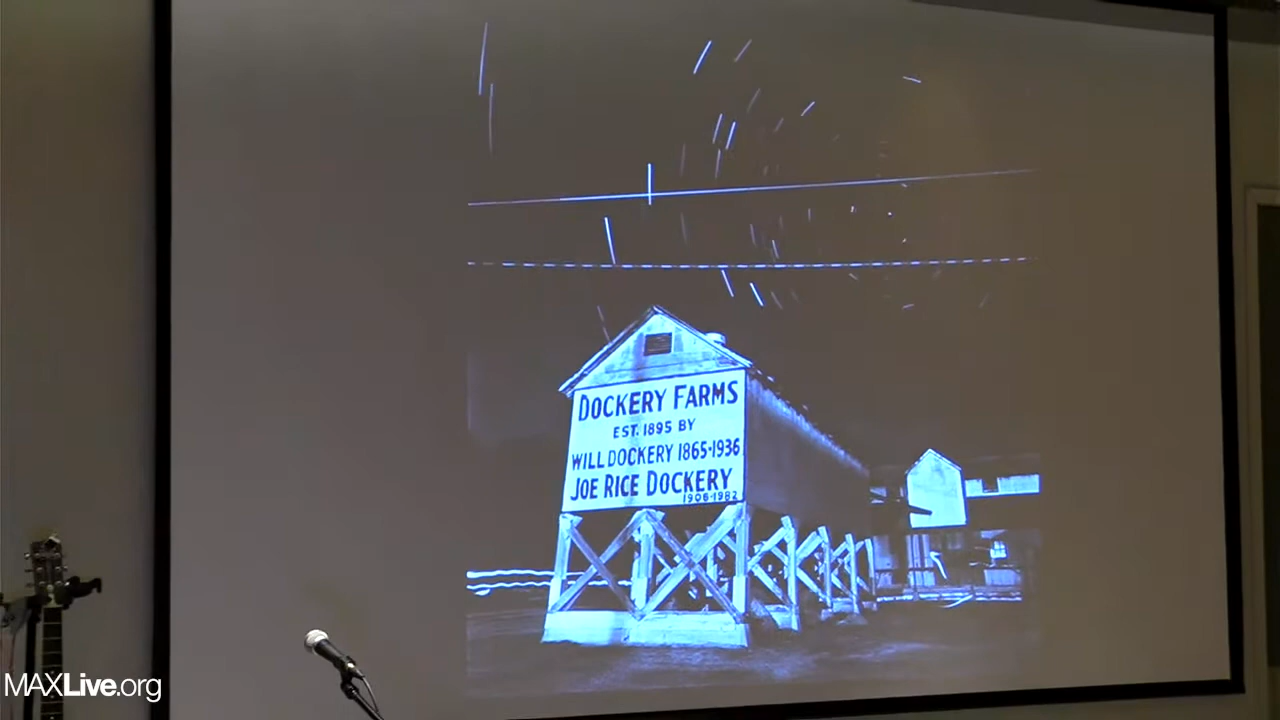 DOCKERY FARMS
EST. 1895 BY
WILL DOCKERY 1865-1936
JOE RICE DOCKERY
1906-1982
MAXLive.org